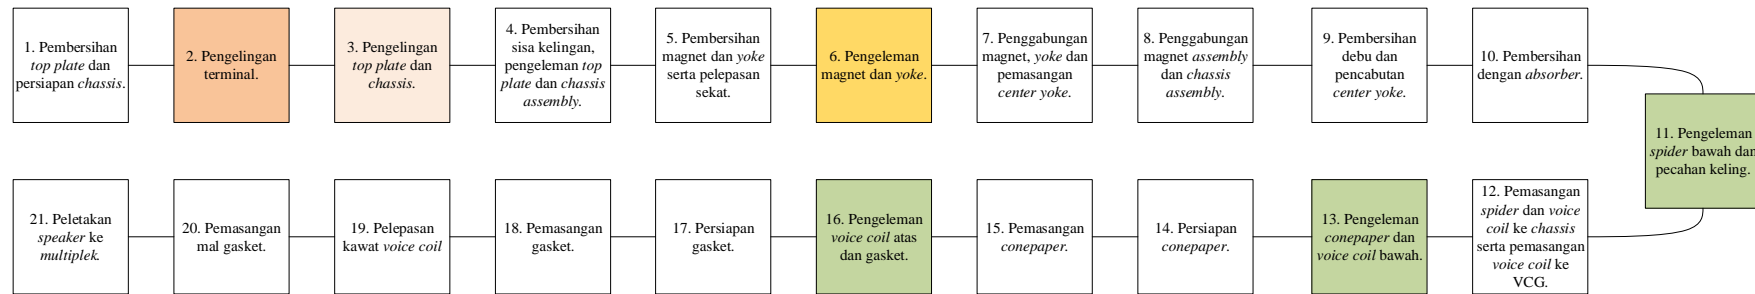 1. Pembersihan
top plate dan
persiapan chassis.
2. Pengelingan
terminal.
3. Pengelingan
top plate dan
chassis.
4. Pembersihan
sisa kelingan,
pengeleman top
plate dan chassis
assembly.
5. Pembersihan
magnet dan yoke
serta pelepasan
sekat.
6. Pengeleman
magnet dan yoke.
7. Penggabungan
magnet, yoke dan
pemasangan
center yoke.
8. Penggabungan
magnet assembly
dan chassis
assembly.
9. Pembersihan
debu dan
pencabutan
center yoke.
10. Pembersihan
dengan absorber.
11. Pengeleman
spider bawah dan
pecahan keling.
12. Pemasangan
spider dan voice
coil ke chassis
serta pemasangan
voice coil ke
VCG.
13. Pengeleman
conepaper dan
voice coil bawah.
14. Persiapan
conepaper.
15. Pemasangan
conepaper.
16. Pengeleman
voice coil atas
dan gasket.
17. Persiapan
gasket.
18. Pemasangan
gasket.
19. Pelepasan
kawat voice coil
20. Pemasangan
mal gasket.
21. Peletakan
speaker ke
multiplek.